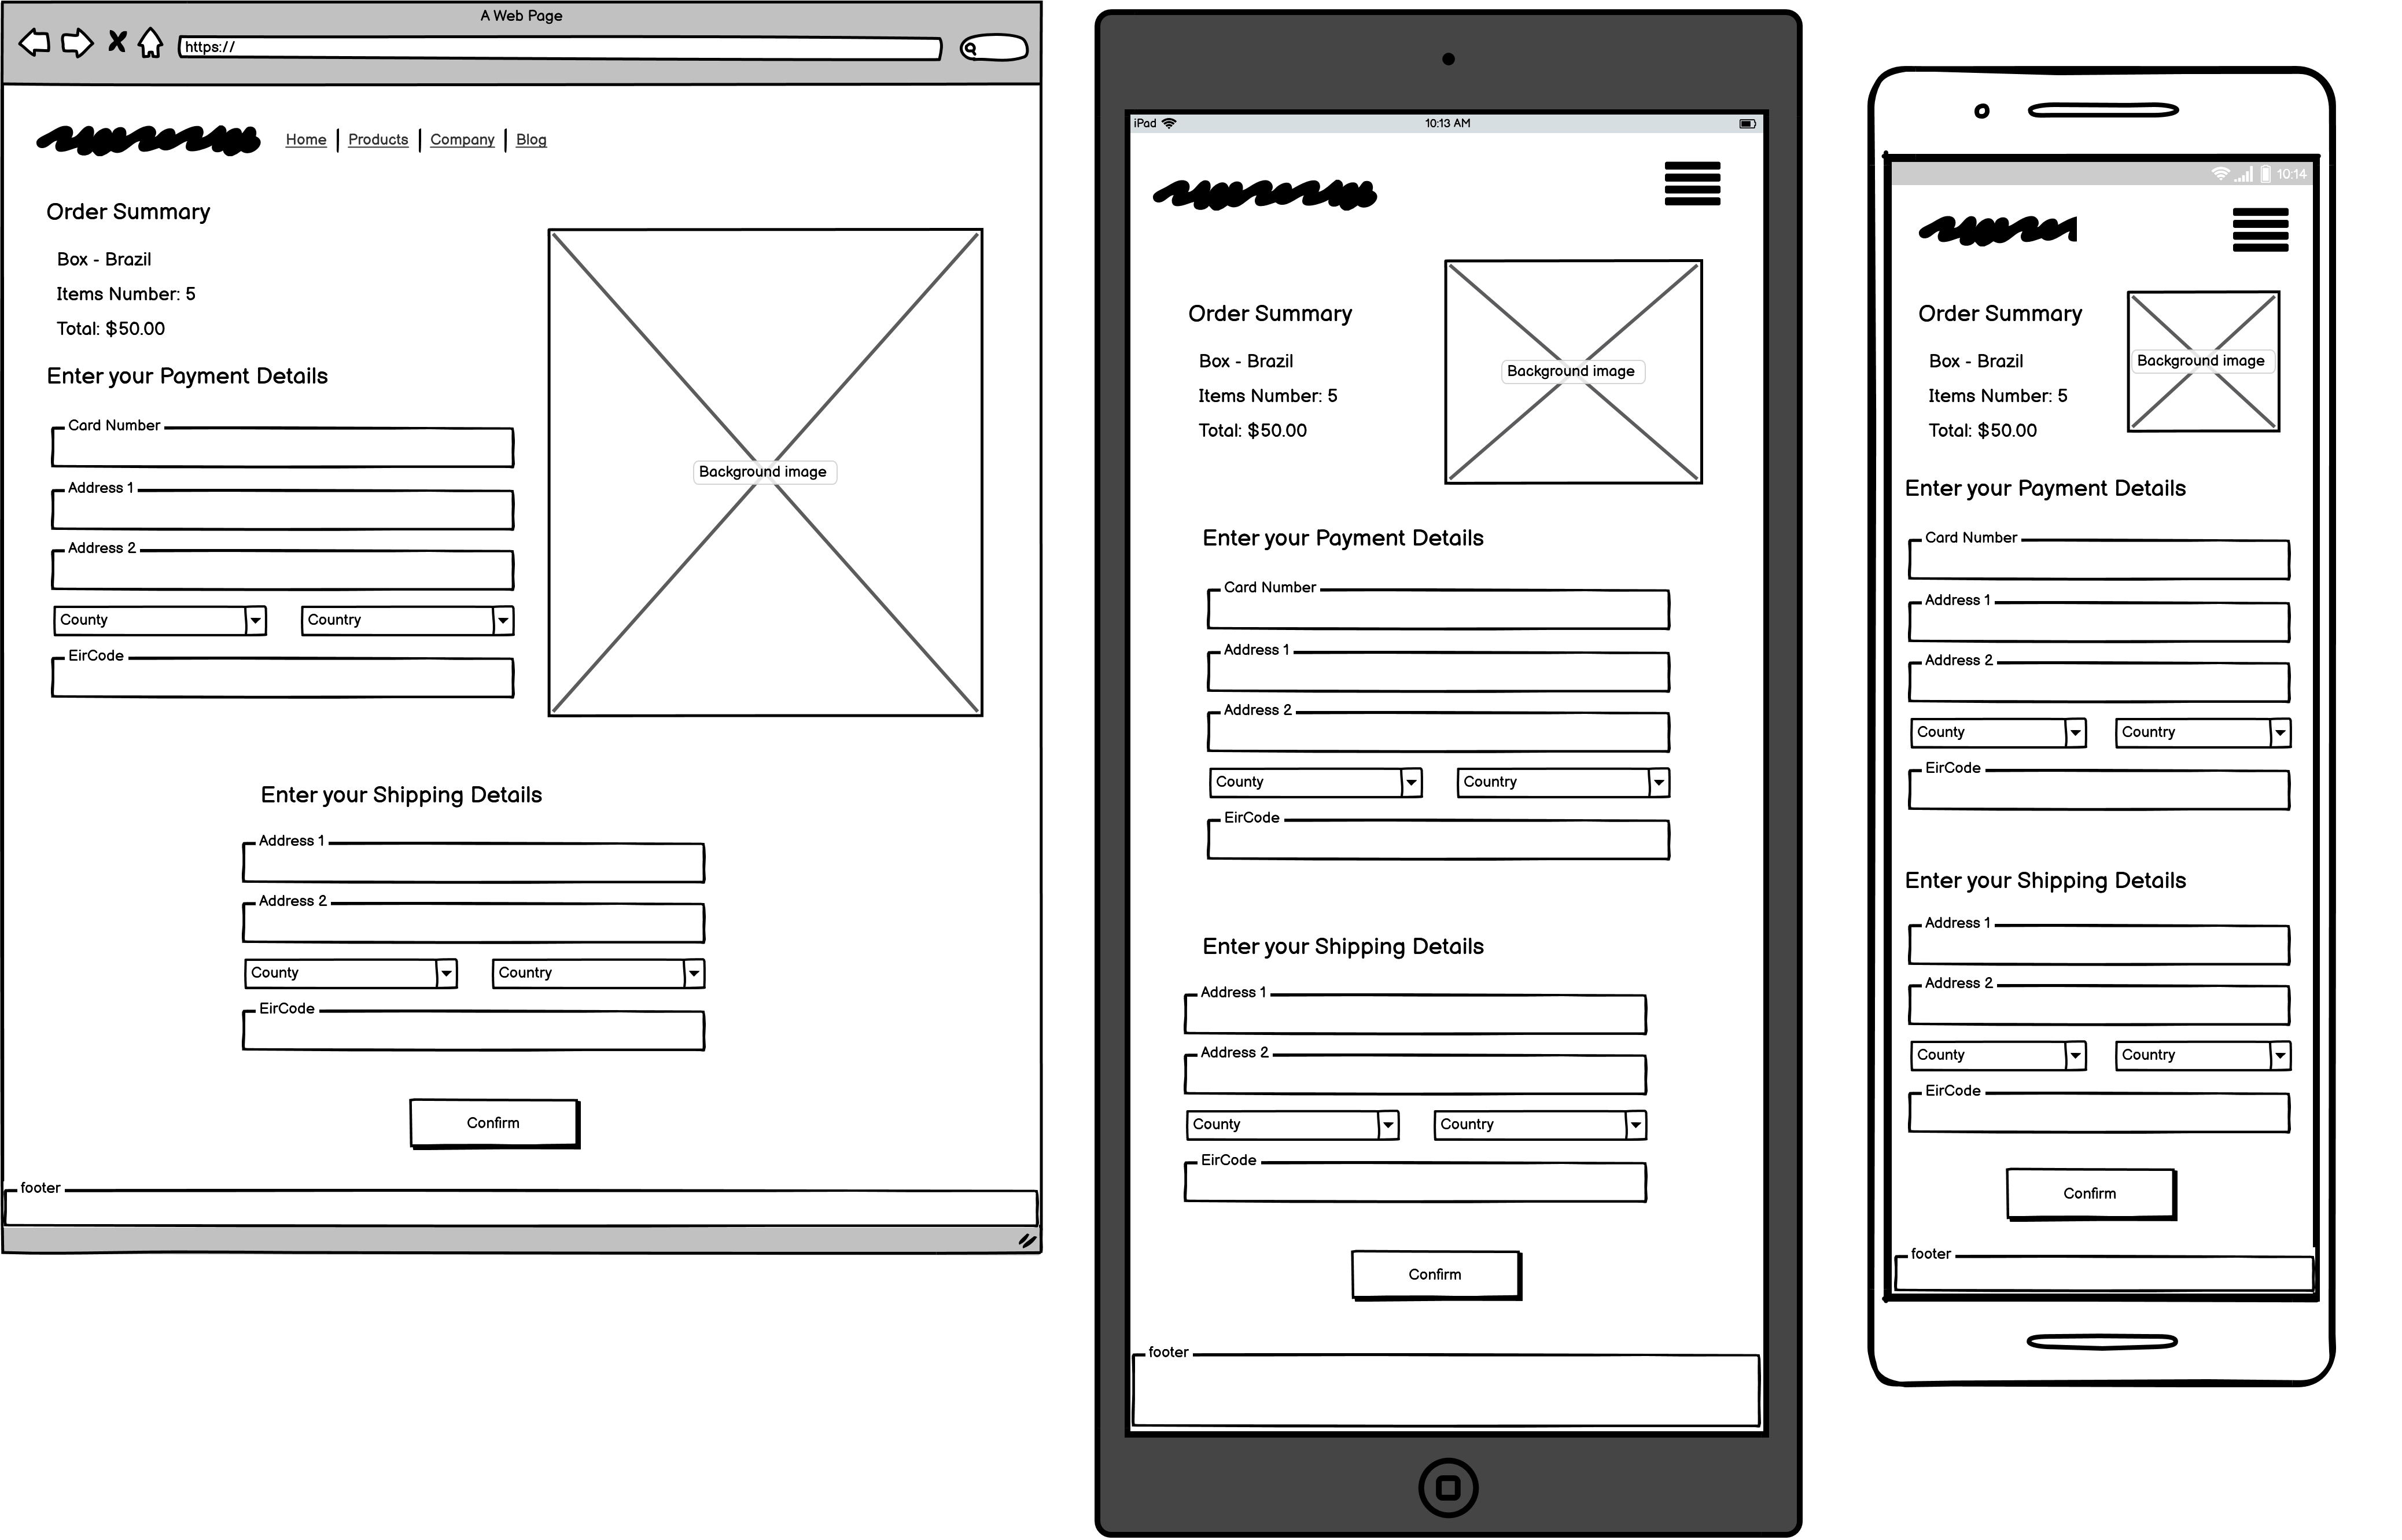 A Web Page
https://
Home Products Company Blog
Order Summary
Box - Brazil
Items Number: 5
Total: $50.00
Enter your Payment Details
Card Number
Address 1
Address 2
County Country
EirCode
Background image
Enter your Shipping Details
Address 1
Address 2
County Country
EirCode
Confirm
footer
iPad 10:13 AM
Order Summary
Box - Brazil
Items Number: 5
Total: $50.00
Background image
Enter your Payment Details
Card Number
Address 1
Address 2
County Country
EirCode
Enter your Shipping Details
Address 1
Address 2
County Country
EirCode
Confirm
footer
10:14
Order Summary
Box - Brazil
Items Number: 5
Total: $50.00
Background image
Enter your Payment Details
Card Number
Address 1
Address 2
County Country
EirCode
Enter your Shipping Details
Address 1
Address 2
County Country
EirCode
Confirm
footer